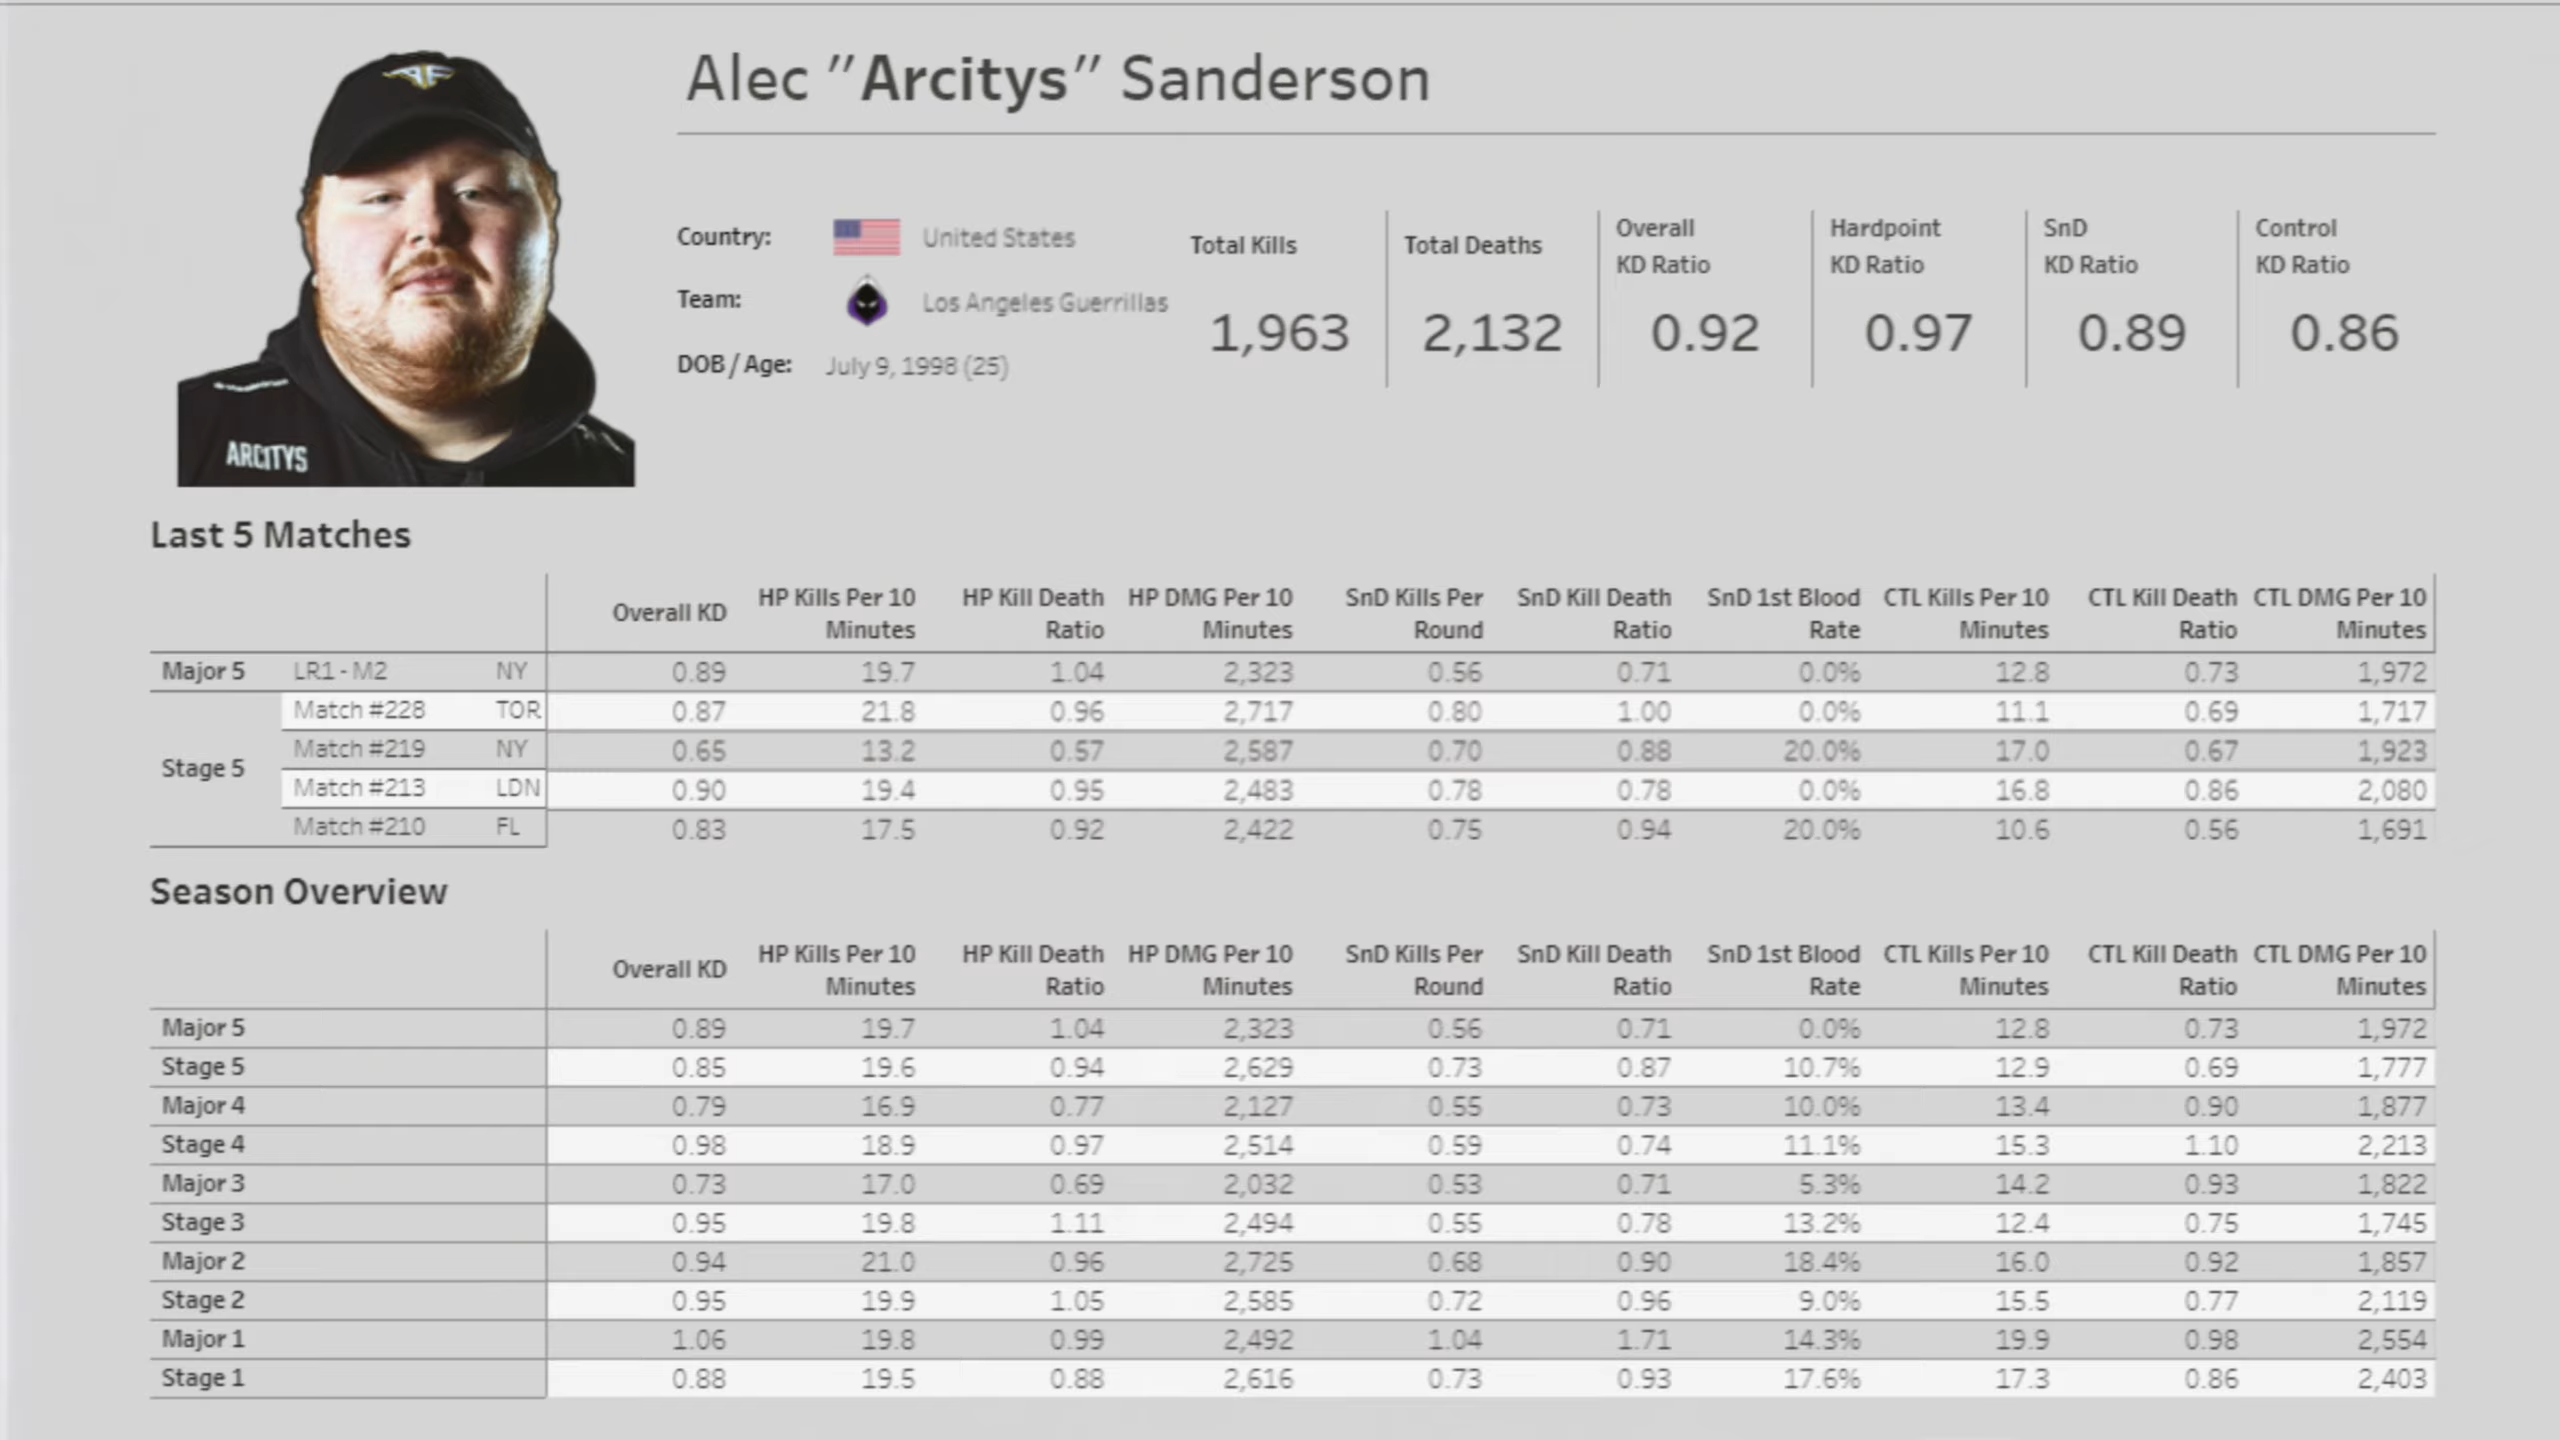 Alec "Arcitys" Sanderson
Country: United States
Team: Los Angeles Guerrillas
DOB / Age: July 9, 1998 (25)
Total Kills
1,963
Total Deaths
2,132
Overall
KD Ratio
0.92
Hardpoint
KD Ratio
0.97
SnD
KD Ratio
0.89
Control
KD Ratio
0.86
ARCITYS
Last 5 Matches
Overall KD HP Kills Per 10 Minutes HP Kill Death Ratio HP DMG Per 10 Minutes SnD Kills Per Round SnD Kill Death Ratio SnD 1st Blood Rate CTL Kills Per 10 Minutes CTL Kill Death Ratio CTL DMG Per 10 Minutes
Major 5 LR1 - M2 NY 0.89 19.7 1.04 2,323 0.56 0.71 0.0% 12.8 0.73 1,972
Stage 5 Match #228 TOR 0.87 21.8 0.96 2,717 0.80 1.00 0.0% 11.1 0.69 1,717
Match #219 NY 0.65 13.2 0.57 2,587 0.70 0.88 20.0% 17.0 0.67 1,923
Match #213 LDN 0.90 19.4 0.95 2,483 0.78 0.78 0.0% 16.8 0.86 2,080
Match #210 FL 0.83 17.5 0.92 2,422 0.75 0.94 20.0% 10.6 0.56 1,691
Season Overview
Overall KD HP Kills Per 10 Minutes HP Kill Death Ratio HP DMG Per 10 Minutes SnD Kills Per Round SnD Kill Death Ratio SnD 1st Blood Rate CTL Kills Per 10 Minutes CTL Kill Death Ratio CTL DMG Per 10 Minutes
Major 5 0.89 19.7 1.04 2,323 0.56 0.71 0.0% 12.8 0.73 1,972
Stage 5 0.85 19.6 0.94 2,629 0.73 0.87 10.7% 12.9 0.69 1,777
Major 4 0.79 16.9 0.77 2,127 0.55 0.73 10.0% 13.4 0.90 1,877
Stage 4 0.98 18.9 0.97 2,514 0.59 0.74 11.1% 15.3 1.10 2,213
Major 3 0.73 17.0 0.69 2,032 0.53 0.71 5.3% 14.2 0.93 1,822
Stage 3 0.95 19.8 1.11 2,494 0.55 0.78 13.2% 12.4 0.75 1,745
Major 2 0.94 21.0 0.96 2,725 0.68 0.90 18.4% 16.0 0.92 1,857
Stage 2 0.95 19.9 1.05 2,585 0.72 0.96 9.0% 15.5 0.77 2,119
Major 1 1.06 19.8 0.99 2,492 1.04 1.71 14.3% 19.9 0.98 2,554
Stage 1 0.88 19.5 0.88 2,616 0.73 0.93 17.6% 17.3 0.86 2,403